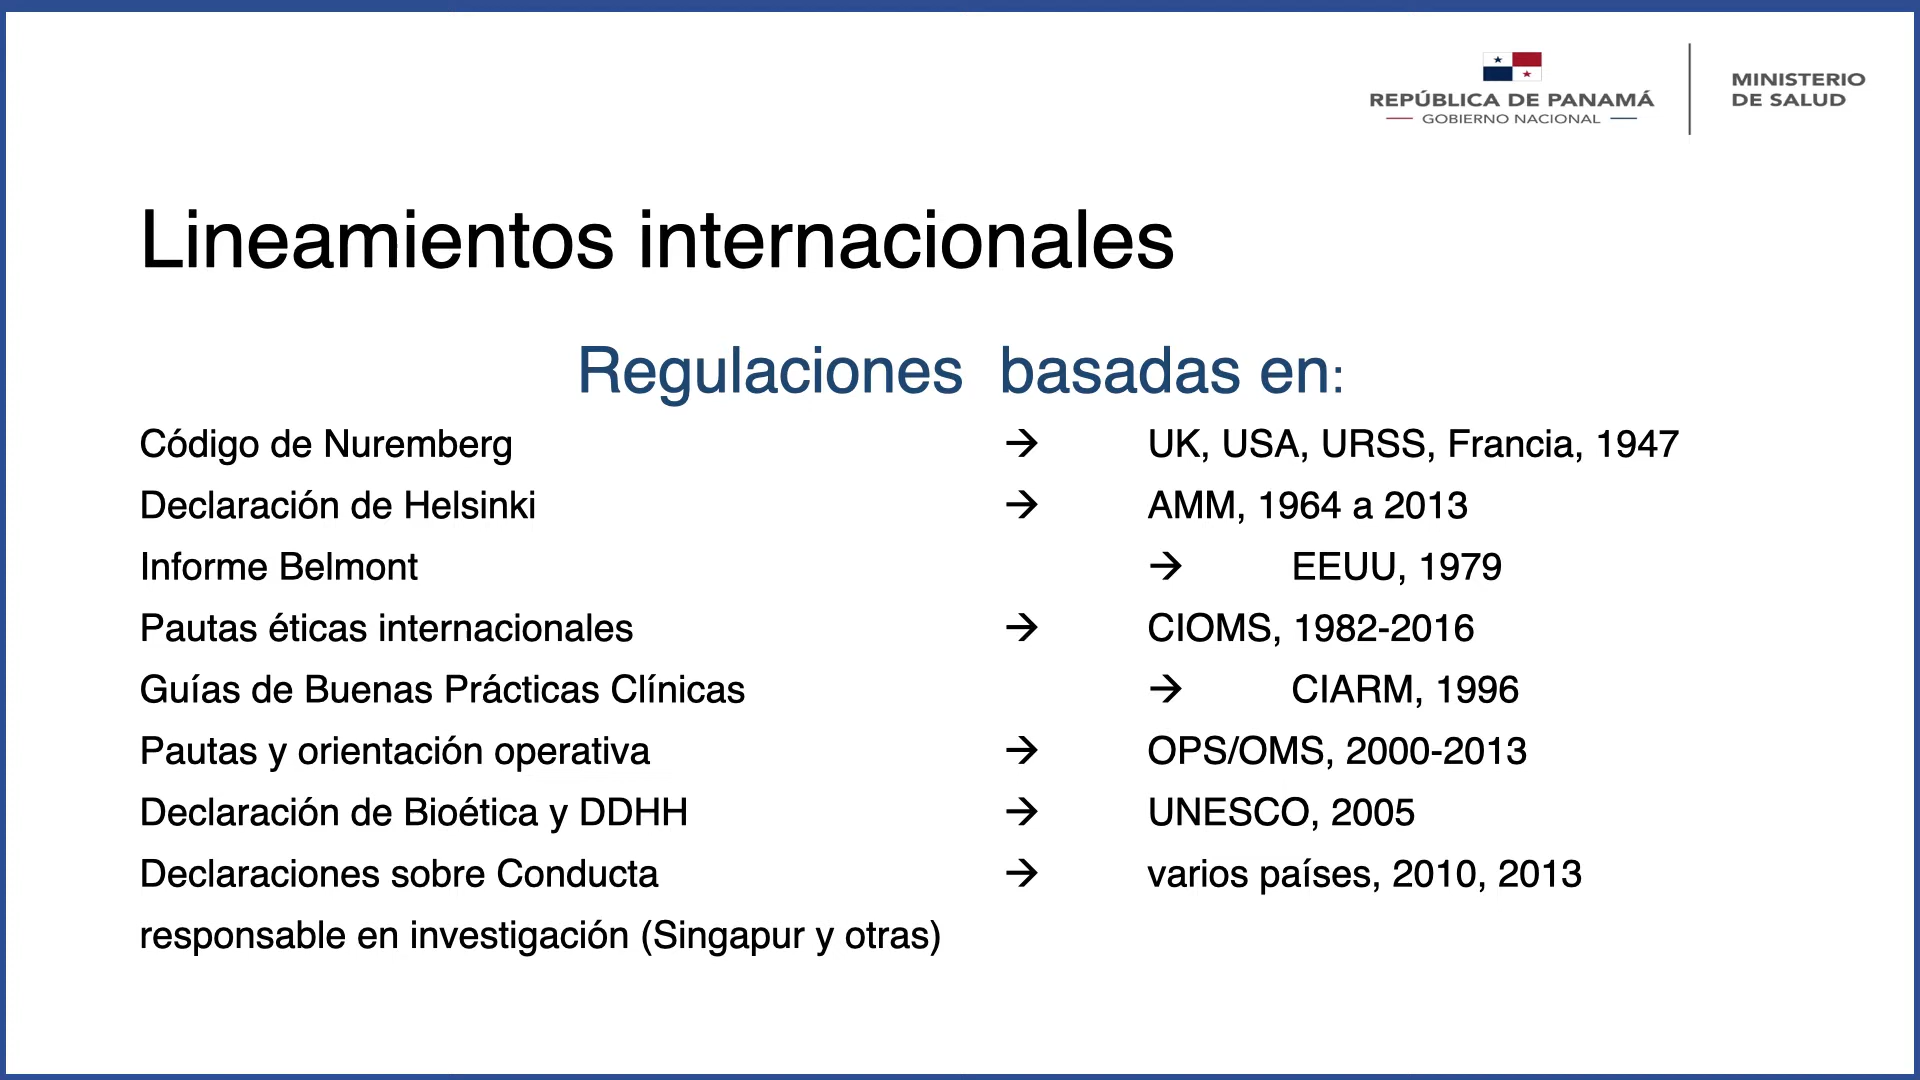 REPÚBLICA DE PANAMÁ
GOBIERNO NACIONAL
MINISTERIO
DE SALUD
Lineamientos internacionales
Regulaciones basadas en:
Código de Nuremberg → UK, USA, URSS, Francia, 1947
Declaración de Helsinki → AMM, 1964 a 2013
Informe Belmont → EEUU, 1979
Pautas éticas internacionales → CIOMS, 1982-2016
Guías de Buenas Prácticas Clínicas → CIARM, 1996
Pautas y orientación operativa → OPS/OMS, 2000-2013
Declaración de Bioética y DDHH → UNESCO, 2005
Declaraciones sobre Conducta → varios países, 2010, 2013
responsable en investigación (Singapur y otras)